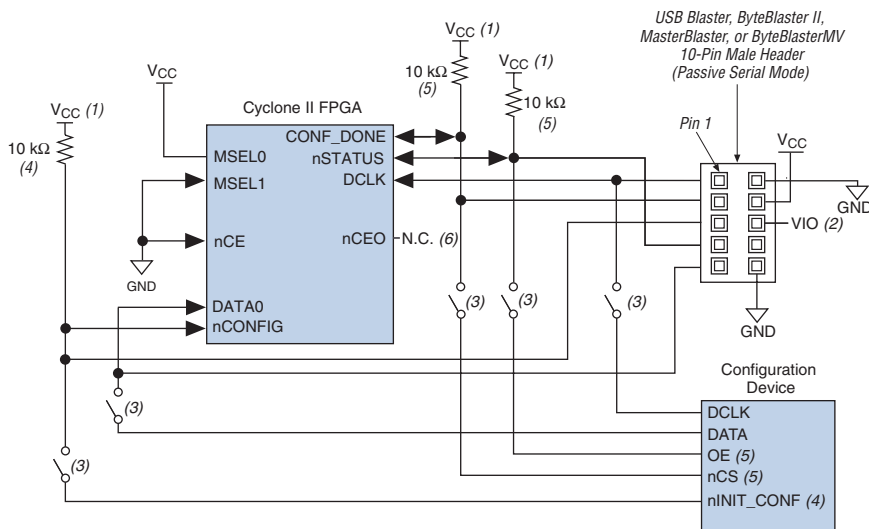 USB Blaster, ByteBlaster II,
MasterBlaster, or ByteBlasterMV
10-Pin Male Header
(Passive Serial Mode)
VCC (1)
VCC (1)
VCC
10 kΩ
(5)
10 kΩ
(5)
VCC (1)
10 kΩ
(4)
Cyclone II FPGA
CONF_DONE
nSTATUS
DCLK
MSEL0
MSEL1
nCE
nCEO
N.C. (6)
GND
DATA0
nCONFIG
Pin 1
VCC
GND
VIO (2)
GND
(3)
(3)
(3)
(3)
(3)
Configuration
Device
DCLK
DATA
OE (5)
nCS (5)
nINIT_CONF (4)